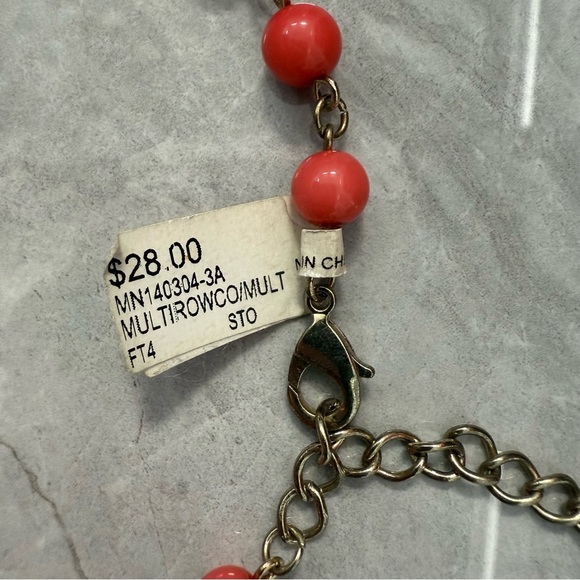 $28.00
MN140304-3A
MULTIROWCO/MULT
STO
FT4